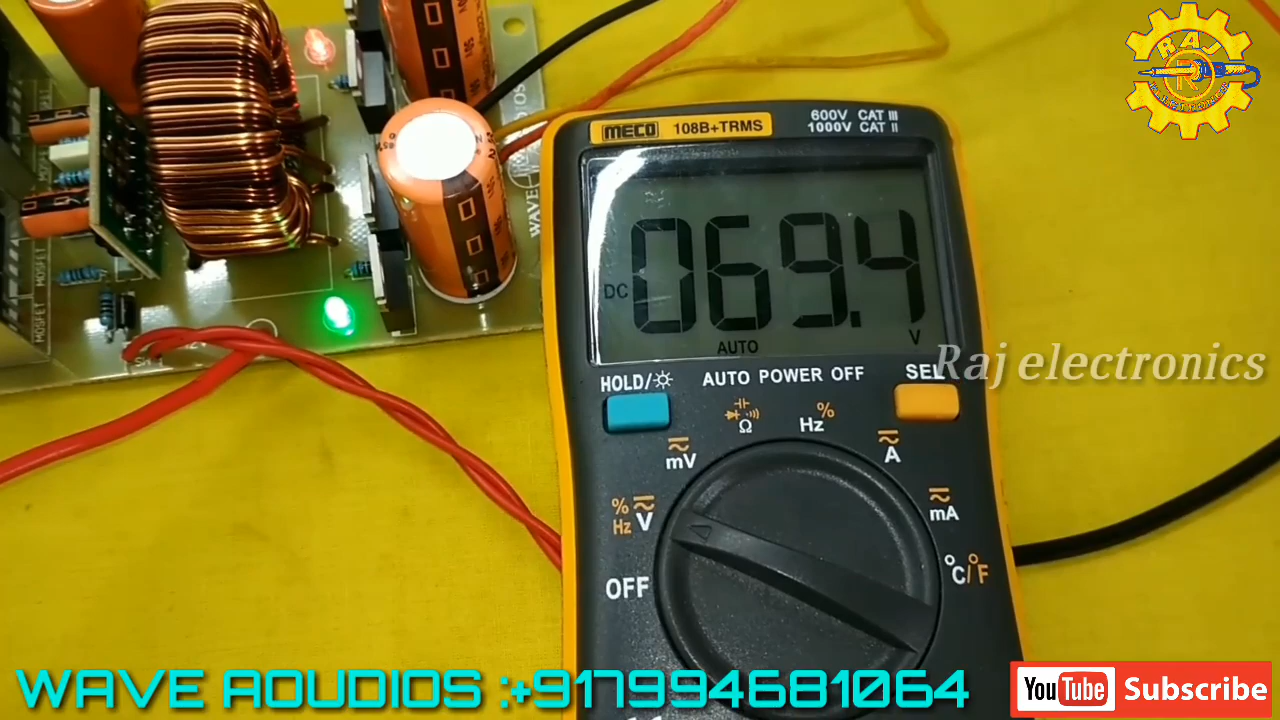 RAJ
MECO 108B+TRMS
600V CAT III
1000V CAT II
DC 069.4 V
AUTO
Raj electronics
HOLD/
AUTO POWER OFF
SEL
Ω
Hz %
mV
A
% Hz V
mA
OFF
°C/°F
MOSFET
MOSFET
WAVE
WAVE AOUDIOS :+917994681064
YouTube Subscribe